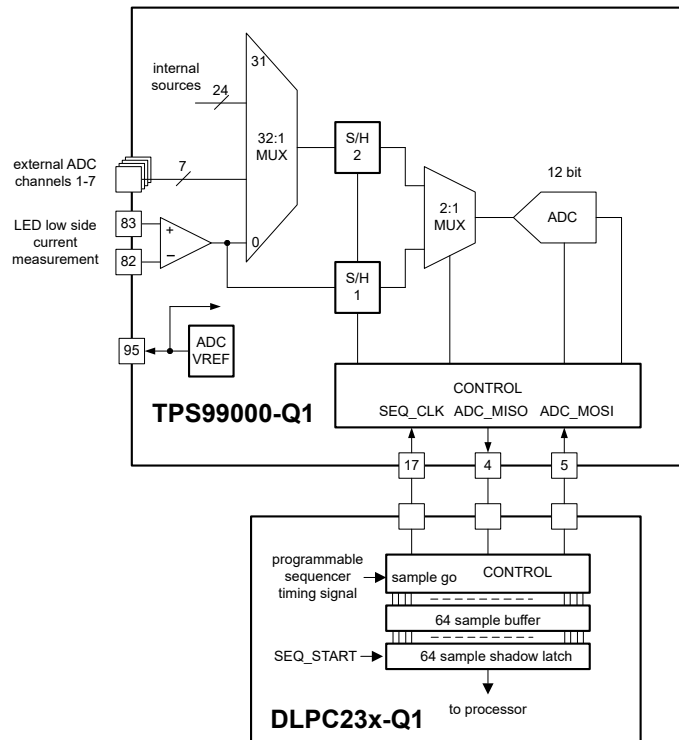 31
internal
sources
24
32:1
MUX
S/H
2
external ADC
channels 1-7
7
12 bit
2:1
MUX
ADC
LED low side
current
measurement
83
+
82
−
0
S/H
1
95
ADC
VREF
CONTROL
TPS99000-Q1
SEQ_CLK ADC_MISO ADC_MOSI
17
4
5
programmable
sequencer
timing signal
sample go
CONTROL
64 sample buffer
SEQ_START
64 sample shadow latch
to processor
DLPC23x-Q1